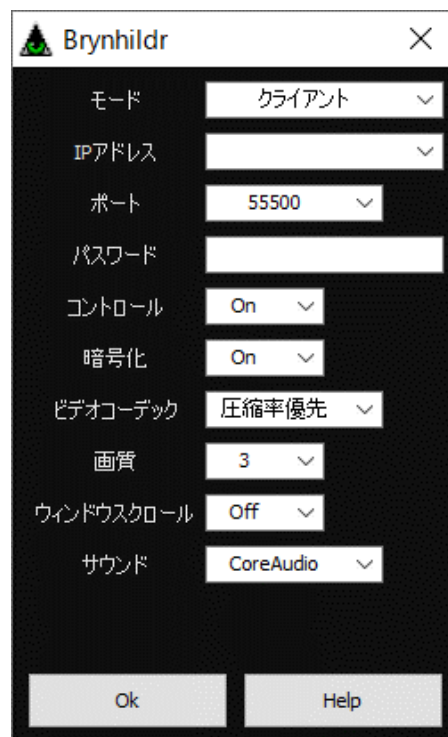 Brynhildr
モード クライアント
IPアドレス
ポート 55500
パスワード
コントロール On
暗号化 On
ビデオコーデック 圧縮率優先
画質 3
ウィンドウスクロール Off
サウンド CoreAudio
Ok Help